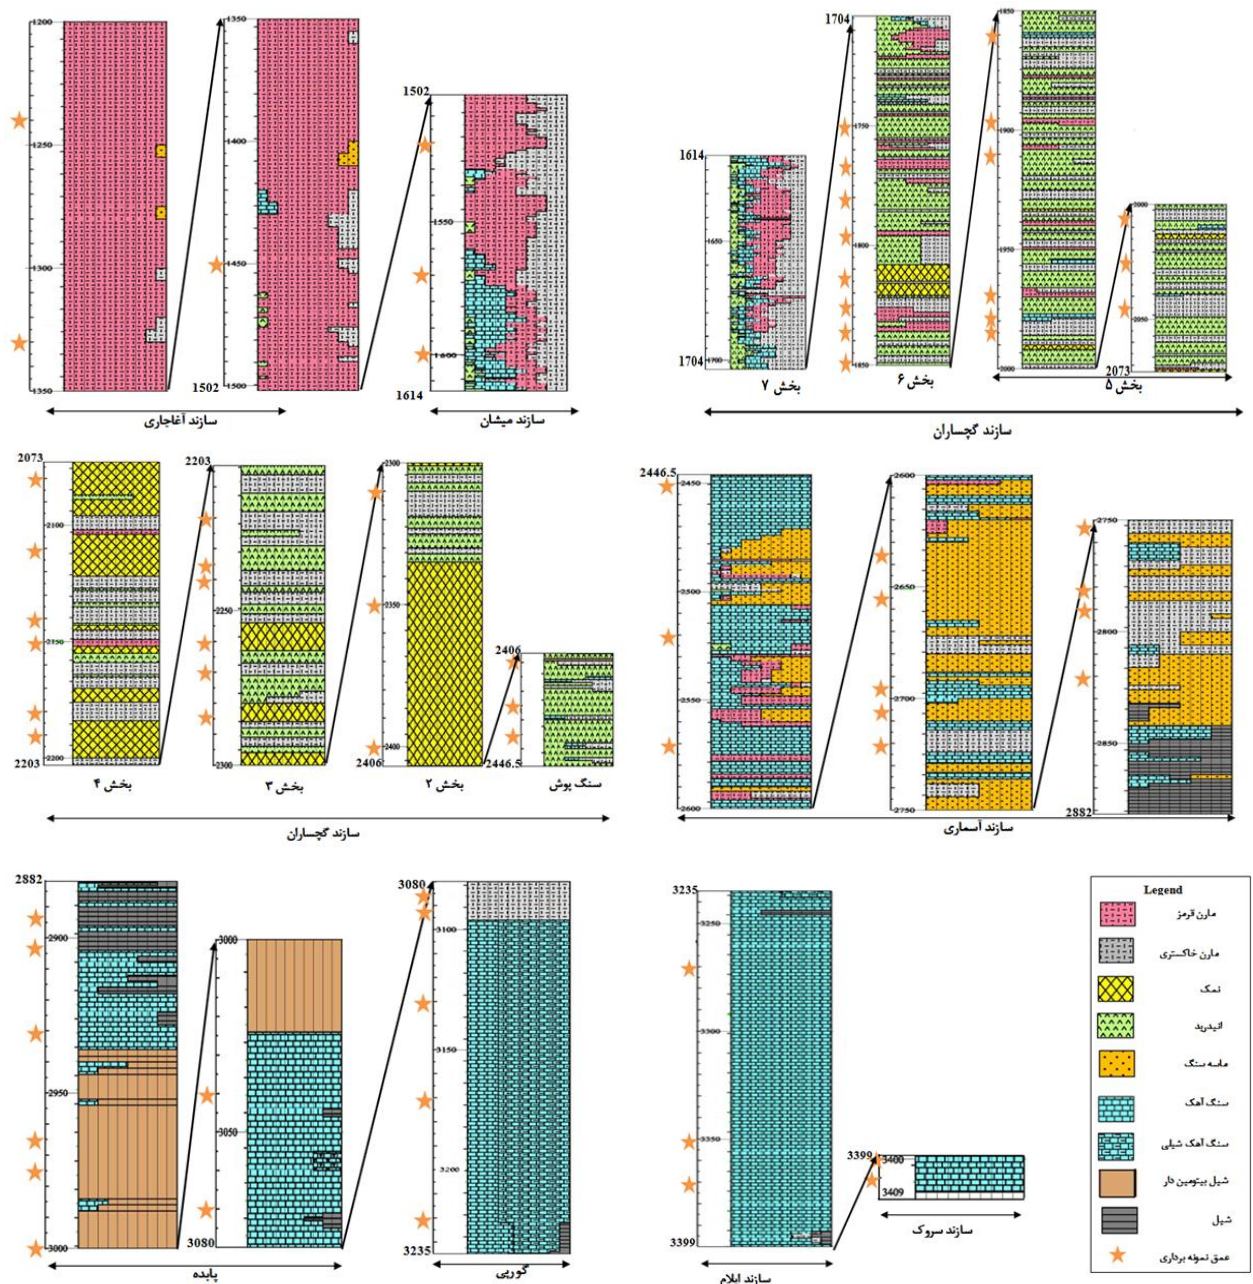 1200
1250
1300
1350
1350
1400
1450
1500
1502
سازند آغاجاری
1502
1550
1600
1614
سازند میشان
1614
1650
1700
1704
بخش ۷
1704
1750
1800
1850
بخش ۶
1850
1900
1950
2000
2000
2050
2073
بخش ۵
سازند گچساران
2073
2100
2150
2200
2203
بخش ۴
2203
2250
2300
بخش ۳
2300
2350
2400
2406
بخش ۲
2406
2446.5
سنگ پوش
سازند گچساران
2446.5
2450
2500
2550
2600
2600
2650
2700
2750
2750
2800
2850
2882
سازند آسماری
2882
2900
2950
3000
3000
3050
3080
پابده
3080
3100
3150
3200
3235
گورپی
3235
3250
3300
3350
3399
سازند ایلام
3399
3400
3409
سازند سروک
Legend
مارن قرمز
مارن خاکستری
نمک
انیدرید
ماسه سنگ
سنگ آهک
سنگ آهک شیلی
شیل بیتومین دار
شیل
عمق نمونه برداری